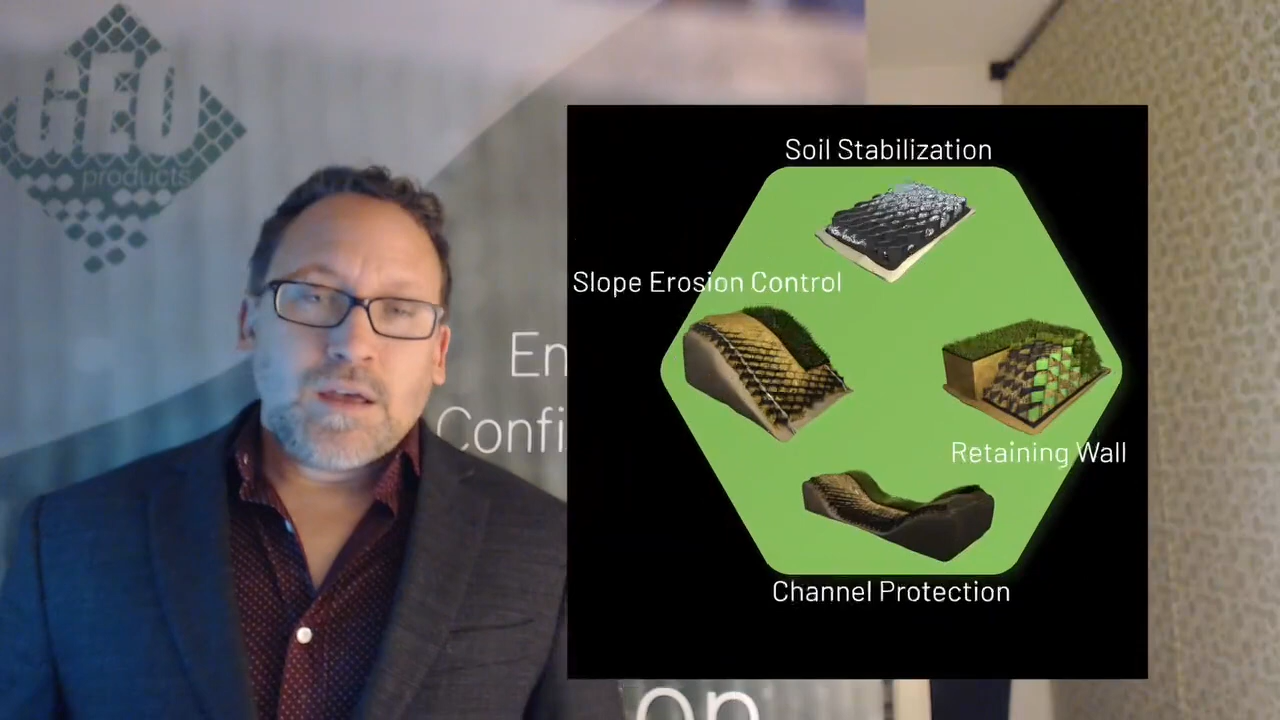 GEO
products
Soil Stabilization
Slope Erosion Control
En
Confi
Retaining Wall
Channel Protection
on